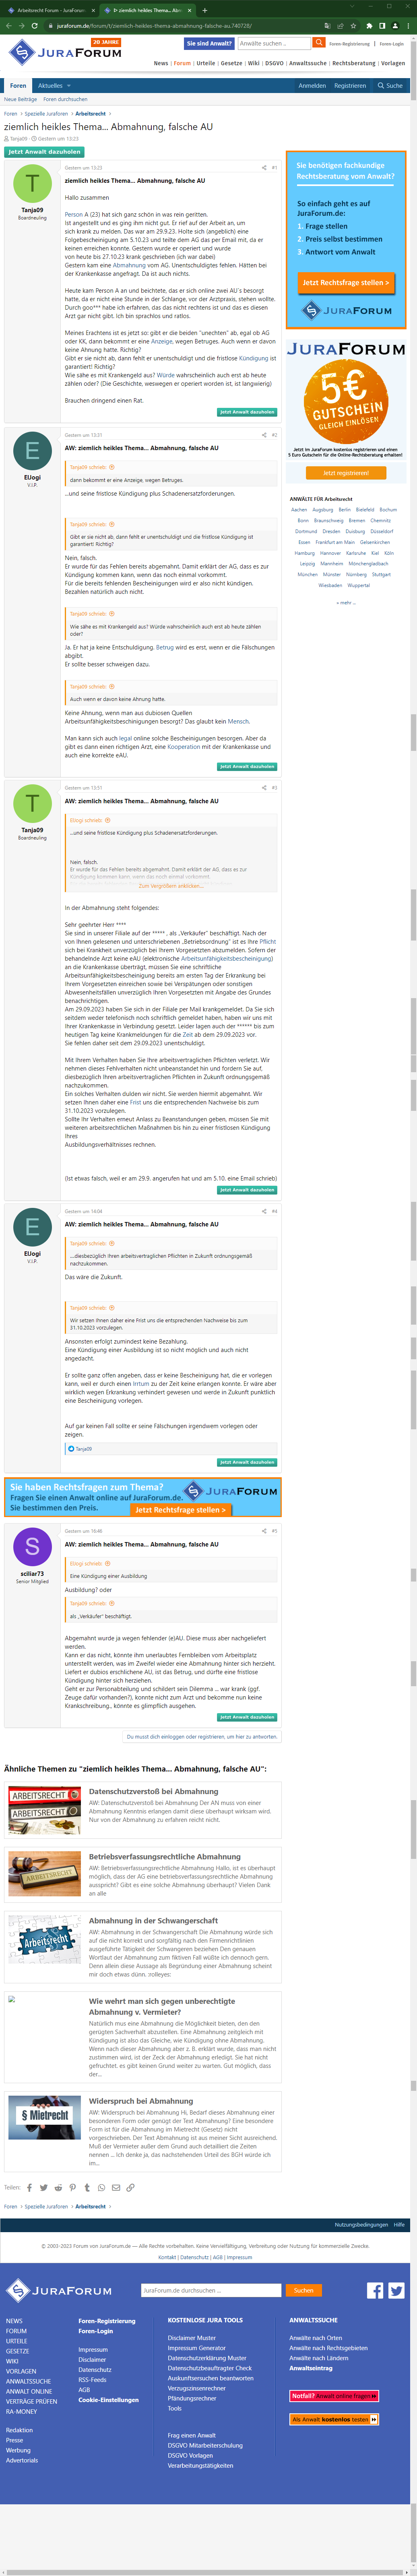 Arbeitsrecht Forum - JuraForum
ziemlich heikles Thema... Abm
juraforum.de/forum/t/ziemlich-heikles-thema-abmahnung-falsche-au.740728/
20 JAHRE
JURAFORUM
Sie sind Anwalt?
Anwälte suchen ...
Foren-Registrierung | Foren-Login
News | Forum | Urteile | Gesetze | Wiki | DSGVO | Anwaltssuche | Rechtsberatung | Vorlagen
Foren Aktuelles
Anmelden Registrieren Suche
Neue Beiträge Foren durchsuchen
Foren > Spezielle Juraforen > Arbeitsrecht >
ziemlich heikles Thema... Abmahnung, falsche AU
Tanja09 · Gestern um 13:23
Jetzt Anwalt dazuholen
T
Tanja09
Boardneuling
Gestern um 13:23
#1
ziemlich heikles Thema... Abmahnung, falsche AU
Hallo zusammen
Person A (23) hat sich ganz schön in was rein geritten.
Ist angestellt und es ging ihm nicht gut. Er rief auf der Arbeit an, um
sich krank zu melden. Das war am 29.9.23. Holte sich (angeblich) eine
Folgebescheinigung am 5.10.23 und teilte dem AG das per Email mit, da er
keinen erreichen konnte. Gestern wurde
von heute bis 27.10.23 krank geschrieben (ich war dabei)
Gestern kam eine Abmahnung vom AG. Unentschuldigtes fehlen. Hätten bei
der Krankenkasse angefragt. Da ist auch nichts.
Heute kam Person A an und beichtete, das er sich online zwei AU´s besorgt
hatte, da er nicht eine Stunde in der Schlange, vor der Arztpraxis, stehen wollte.
Durch goo*** habe ich erfahren, das das nicht rechtens ist und das es diesen
Arzt gar nicht gibt. Ich bin sprachlos und ratlos.
Meines Erachtens ist es jetzt so: gibt er die beiden "unechten" ab, egal ob AG
oder KK, dann bekommt er eine Anzeige, wegen Betruges. Auch wenn er davon
keine Ahnung hatte. Richtig?
Gibt er sie nicht ab, dann fehlt er unentschuldigt und die fristlose Kündigung ist
garantiert! Richtig?
Wie sähe es mit Krankengeld aus? Würde wahrscheinlich auch erst ab heute
zählen oder? (Die Geschichte, weswegen er operiert worden ist, ist langwierig)
Brauchen dringend einen Rat.
Jetzt Anwalt dazuholen
E
ElJogi
V.I.P.
Gestern um 13:31
#2
AW: ziemlich heikles Thema... Abmahnung, falsche AU
Tanja09 schrieb:
dann bekommt er eine Anzeige, wegen Betruges.
...und seine fristlose Kündigung plus Schadenersatzforderungen.
Tanja09 schrieb:
Gibt er sie nicht ab, dann fehlt er unentschuldigt und die fristlose Kündigung ist
garantiert! Richtig?
Nein, falsch.
Er wurde für das Fehlen bereits abgemahnt. Damit erklärt der AG, dass es zur
Kündigung kommen kann, wenn das noch einmal vorkommt.
Für die bereits fehlenden Bescheinigungen wird er also nicht kündigen.
Bezahlen natürlich auch nicht.
Tanja09 schrieb:
Wie sähe es mit Krankengeld aus? Würde wahrscheinlich auch erst ab heute zählen
oder?
Ja. Er hat ja keine Entschuldigung. Betrug wird es erst, wenn er die Fälschungen
abgibt.
Er sollte besser schweigen dazu.
Tanja09 schrieb:
Auch wenn er davon keine Ahnung hatte.
Keine Ahnung, wenn man aus dubiosen Quellen
Arbeitsunfähigkeitsbeschinigungen besorgt? Das glaubt kein Mensch.
Man kann sich auch legal online solche Bescheinigungen besorgen. Aber da
gibt es dann einen richtigen Arzt, eine Kooperation mit der Krankenkasse und
auch eine korrekte eAU.
Jetzt Anwalt dazuholen
T
Tanja09
Boardneuling
Gestern um 13:51
#3
AW: ziemlich heikles Thema... Abmahnung, falsche AU
ElJogi schrieb:
...und seine fristlose Kündigung plus Schadenersatzforderungen.
Nein, falsch.
Er wurde für das Fehlen bereits abgemahnt. Damit erklärt der AG, dass es zur
Kündigung kommen kann, wenn das noch einmal vorkommt.
Zum Vergrößern anklicken....
In der Abmahnung steht folgendes:
Sehr geehrter Herr ****
Sie sind in unserer Filiale auf der ***** , als „Verkäufer" beschäftigt. Nach der
von Ihnen gelesenen und unterschriebenen „Betriebsordnung" ist es Ihre Pflicht
sich bei Krankheit unverzüglich bei Ihrem Vorgesetzten abzumelden. Sofern der
behandelnde Arzt keine eAU (elektronische Arbeitsunfähigkeitsbescheinigung)
an die Krankenkasse überträgt, müssen Sie eine schriftliche
Arbeitsunfähigkeitsbescheinigung bereits am ersten Tag der Erkrankung bei
Ihrem Vorgesetzten einreichen sowie bei Verspätungen oder sonstigen
Abwesenheiten unverzüglich unser Unternehmen mit Angabe des Grundes
benachrichtigen.
Am 29.09.2023 haben Sie sich in der Filiale per Mail krankgemeldet. Da Sie sich
seitdem weder telefonisch noch schriftlich gemeldet haben, mussten wir uns mit
Ihrer Krankenkasse in Verbindung gesetzt. Leider lagen auch der ****** bis zum
heutigen Tag keine Krankmeldungen für die Zeit ab dem 29.09.2023 vor.
Sie fehlen daher seit dem 29.09.2023 unentschuldigt.
Mit Ihrem Verhalten haben Sie Ihre arbeitsvertraglichen Pflichten verletzt. Wir
nehmen dieses Fehlverhalten nicht unbeanstandet hin und fordern Sie dazu auf,
Ihren diesbezüglichen arbeitsvertraglichen Pflichten in Zukunft ordnungsgemäß
nachzukommen.
Ein solches Verhalten dulden wir nicht. Sie werden hiermit abgemahnt. Wir
setzen Ihnen daher eine Frist uns die entsprechenden Nachweise bis zum
31.10.2023 vorzulegen.
Sollte Ihr Verhalten erneut Anlass zu Beanstandungen geben, müssen Sie mit
weiteren arbeitsrechtlichen Maßnahmen bis hin zu einer fristlosen Kündigung
Ihres
Ausbildungsverhältnisses rechnen.
(Ist etwas falsch, weil er am 29.9. angerufen hat und am 5.10. eine Email schrieb)
Jetzt Anwalt dazuholen
E
ElJogi
V.I.P.
Gestern um 14:04
#4
AW: ziemlich heikles Thema... Abmahnung, falsche AU
Tanja09 schrieb:
....diesbezüglich Ihren arbeitsvertraglichen Pflichten in Zukunft ordnungsgemäß
nachzukommen.
Das wäre die Zukunft.
Tanja09 schrieb:
Wir setzen Ihnen daher eine Frist uns die entsprechenden Nachweise bis zum
31.10.2023 vorzulegen.
Ansonsten erfolgt zumindest keine Bezahlung.
Eine Kündigung einer Ausbildung ist so nicht möglich und auch nicht
angedacht.
Er sollte ganz offen angeben, dass er keine Bescheinigung hat, die er vorlegen
kann, weil er durch einen Irrtum zu der Zeit keine erlangen konnte. Er wäre aber
wirklich und ehrlich Erkrankung gewesen und werde in Zukunft pünktlich
eine Bescheinigung vorlegen.
Auf gar keinen Fall sollte er seine Fälschungen irgendwem vorlegen oder
zeigen.
Tanja09
Jetzt Anwalt dazuholen
Sie haben Rechtsfragen zum Thema?
Fragen Sie einen Anwalt online auf JuraForum.de.
Sie bestimmen den Preis.
JURAFORUM
Jetzt Rechtsfrage stellen >
S
sciliar73
Senior Mitglied
Gestern um 16:46
#5
AW: ziemlich heikles Thema... Abmahnung, falsche AU
ElJogi schrieb:
Eine Kündigung einer Ausbildung
Ausbildung? oder
Tanja09 schrieb:
als „Verkäufer" beschäftigt.
Abgemahnt wurde ja wegen fehlender (e)AU. Diese muss aber nachgeliefert
werden.
Kann er das nicht, könnte ihm unerlaubtes Fernbleiben vom Arbeitsplatz
unterstellt werden, was im Zweifel wie eine Abmahnung hinter sich herzieht.
Liefert er dubios erschlichene AU, ist das Betrug, und dürfte eine fristlose
Kündigung hinter sich herziehen.
Geht er zur Personalabteilung und schildert sein Dilemma ... war krank (ggf.
Zeuge dafür vorhanden?), konnte nicht zum Arzt und bekomme nun keine
Krankschreibung., könnte es glimpflich ausgehen.
Jetzt Anwalt dazuholen
Du musst dich einloggen oder registrieren, um hier zu antworten.
Ähnliche Themen zu "ziemlich heikles Thema... Abmahnung, falsche AU":
ARBEITSRECHT
Datenschutzverstoß bei Abmahnung
AW: Datenschutzverstoß bei Abmahnung Der AN muss von einer
Abmahnung Kenntnis erlangen damit diese überhaupt wirksam wird.
Nur von der Abmahnung zu erfahren reicht nicht.
Betriebsverfassungsrechtliche Abmahnung
AW: Betriebsverfassungsrechtliche Abmahnung Hallo, ist es überhaupt
möglich, dass der AG eine betriebsverfassungsrechtliche Abmahnung
ausspricht? Gibt es eine solche Abmahnung überhaupt? Vielen Dank
an alle
Arbeitsrecht
Abmahnung in der Schwangerschaft
AW: Abmahnung in der Schwangerschaft Die Abmahnung würde sich
auf die nicht korrekt und sorgfältig nach den Firmenrichtlinien
ausgeführte Tätigkeit und Schwangeren beziehen Den genauen
Wortlaut der Abmahnung im fiktiven Fall wüßte ich dennoch gern.
Denn allein diese Aussage als Begründung einer Abmahnung scheint
mir doch etwas dünn :rolleyes:
Wie wehrt man sich gegen unberechtigte
Abmahnung v. Vermieter?
Natürlich mus eine Abmahnung die Möglichkeit bieten, den den
gerügten Sachverhalt abzustellen. Eine Abmahnung zeitgleich mit
Kündigung ist also das Gleiche, wie Kündigung ohne Abmahnung.
Wenn nach dieser Abmahnung aber z. B. erklärt wurde, dass man nicht
zuständig war, ist der Zweck der Abmahnung erledigt. Sie hat nicht
gefruchtet. es gibt keinen Grund weiter zu warten. Gut möglich, dass
der...
§ Mietrecht
Widerspruch bei Abmahnung
AW: Widerspruch bei Abmahnung Hi, Bedarf dieses Abmahnung einer
besonderen Form oder genügt der Text Abmahnung? Eine besondere
Form ist für die Abmahnung im Mietrecht gesetzlich nicht
vorgeschrieben. Der Text Abmahnung ist aus meiner Sicht ausreichend.
Muß der Vermieter außer dem Grund auch detailliert die Zeiten
nennen ... Ich denke ja, das nachstehende Urteil des BGH würde ich
im...
Teilen:
Foren > Spezielle Juraforen > Arbeitsrecht >
Sie benötigen fachkundige
Rechtsberatung vom Anwalt?
So einfach geht es auf
JuraForum.de:
1. Frage stellen
2. Preis selbst bestimmen
3. Antwort vom Anwalt
Jetzt Rechtsfrage stellen >
JURAFORUM
JURAFORUM
5€
GUTSCHEIN
GLEICH EINLÖSEN
Jetzt im JuraForum kostenlos registrieren und gleich einen
5 Euro Gutschein für Ihre Online-Rechtsberatung erhalten!
Jetzt registrieren!
ANWÄLTE FÜR Arbeitsrecht
Aachen Augsburg Berlin Bielefeld Bochum
Bonn Braunschweig Bremen Chemnitz
Dortmund Dresden Duisburg Düsseldorf
Essen Frankfurt am Main Gelsenkirchen
Hamburg Hannover Karlsruhe Kiel Köln
Leipzig Mannheim Mönchengladbach
München Münster Nürnberg Stuttgart
Wiesbaden Wuppertal
» mehr ...
Nutzungsbedingungen Hilfe
© 2003-2023 Forum von JuraForum.de — Alle Rechte vorbehalten. Keine Vervielfältigung, Verbreitung oder Nutzung für kommerzielle Zwecke.
Kontakt | Datenschutz | AGB | Impressum
JURAFORUM
JuraForum.de durchsuchen ...
Suchen
NEWS
FORUM
URTEILE
GESETZE
WIKI
VORLAGEN
ANWALTSSUCHE
ANWALT ONLINE
VERTRÄGE PRÜFEN
RA-MONEY
Redaktion
Presse
Werbung
Advertorials
Foren-Registrierung
Foren-Login
Impressum
Disclaimer
Datenschutz
RSS-Feeds
AGB
Cookie-Einstellungen
KOSTENLOSE JURA TOOLS
Disclaimer Muster
Impressum Generator
Datenschutzerklärung Muster
Datenschutzbeauftragter Check
Auskunftsersuchen beantworten
Verzugszinsenrechner
Pfändungsrechner
Tools
Frag einen Anwalt
DSGVO Mitarbeiterschulung
DSGVO Vorlagen
Verarbeitungstätigkeiten
ANWALTSSUCHE
Anwälte nach Orten
Anwälte nach Rechtsgebieten
Anwälte nach Ländern
Anwaltseintrag
Notfall? Anwalt online fragen
Als Anwalt kostenlos testen